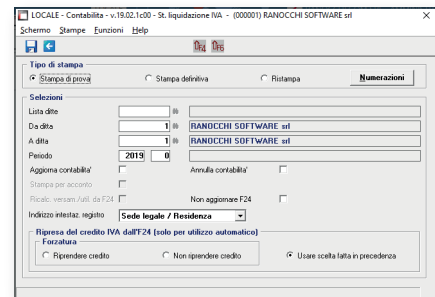 LOCALE - Contabilita - v.19.02.1c00 - St. liquidazione IVA - (000001) RANOCCHI SOFTWARE srl
Schermo Stampe Funzioni Help
F4 F6
Tipo di stampa
Stampa di prova Stampa definitiva Ristampa Numerazioni
Selezioni
Lista ditte
Da ditta 1 RANOCCHI SOFTWARE srl
A ditta 1 RANOCCHI SOFTWARE srl
Periodo 2019 0
Aggiorna contabilita' Annulla contabilita'
Stampa per acconto
Ricalc. versam./util. da F24 Non aggiornare F24
Indirizzo intestaz. registro Sede legale / Residenza
Ripresa del credito IVA dall'F24 (solo per utilizzo automatico)
Forzatura
Riprendere credito Non riprendere credito Usare scelta fatta in precedenza